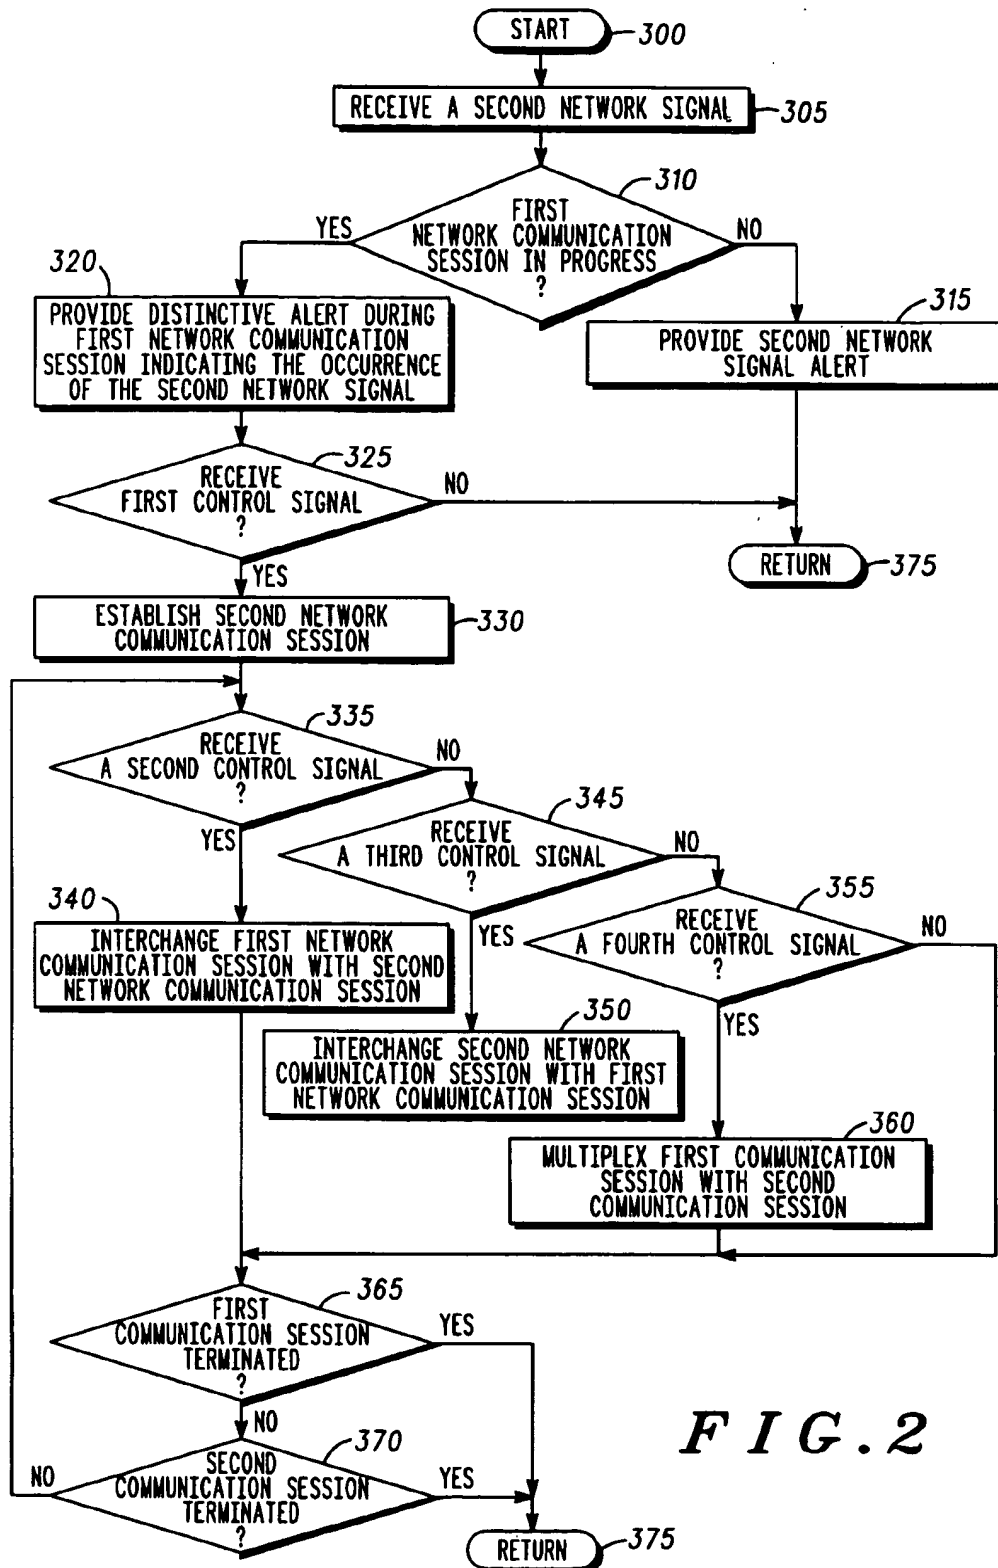 START
300
RECEIVE A SECOND NETWORK SIGNAL
305
310
FIRST
NETWORK COMMUNICATION
SESSION IN PROGRESS
?
YES
NO
320
PROVIDE DISTINCTIVE ALERT DURING
FIRST NETWORK COMMUNICATION
SESSION INDICATING THE OCCURRENCE
OF THE SECOND NETWORK SIGNAL
315
PROVIDE SECOND NETWORK
SIGNAL ALERT
325
RECEIVE
FIRST CONTROL SIGNAL
?
NO
YES
RETURN
375
ESTABLISH SECOND NETWORK
COMMUNICATION SESSION
330
335
RECEIVE
A SECOND CONTROL SIGNAL
?
NO
YES
345
RECEIVE
A THIRD CONTROL SIGNAL
?
NO
YES
355
RECEIVE
A FOURTH CONTROL SIGNAL
?
NO
YES
340
INTERCHANGE FIRST NETWORK
COMMUNICATION SESSION WITH SECOND
NETWORK COMMUNICATION SESSION
350
INTERCHANGE SECOND NETWORK
COMMUNICATION SESSION WITH FIRST
NETWORK COMMUNICATION SESSION
360
MULTIPLEX FIRST COMMUNICATION
SESSION WITH SECOND
COMMUNICATION SESSION
365
FIRST
COMMUNICATION SESSION
TERMINATED
?
YES
NO
370
SECOND
COMMUNICATION SESSION
TERMINATED
?
NO
YES
RETURN
375
FIG.2